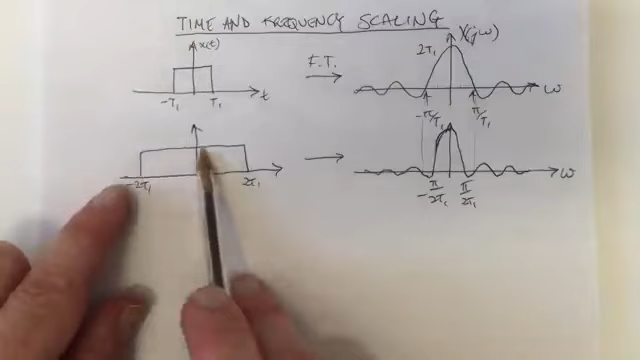 TIME AND FREQUENCY SCALING
x(t)
-T₁ T₁ t
F.T.
X(jω)
2T₁
-π/T₁ π/T₁ ω
-2T₁ 2T₁
-π/2T₁ π/2T₁ ω